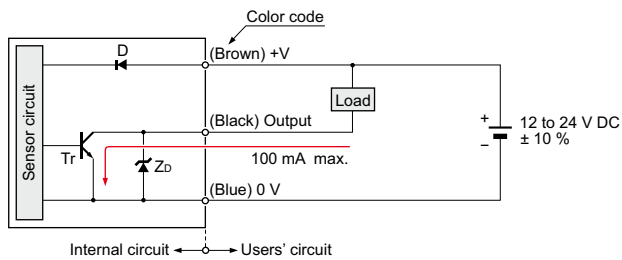 Color code
D
(Brown) +V
Sensor circuit
Load
(Black) Output
+
−
12 to 24 V DC
± 10 %
Tr
ZD
100 mA max.
(Blue) 0 V
Internal circuit
Users' circuit